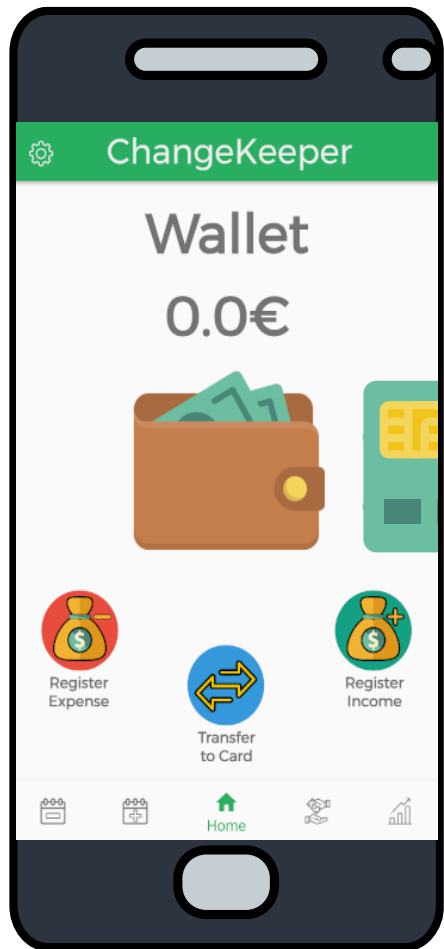 ChangeKeeper
Wallet
0.0€
Register
Expense
Register
Income
Transfer
to Card
Home